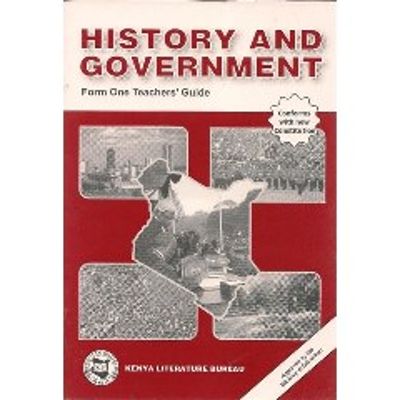 HISTORY AND
GOVERNMENT
Form One Teachers' Guide
Conforms
with new
Constitution
KENYA LITERATURE BUREAU